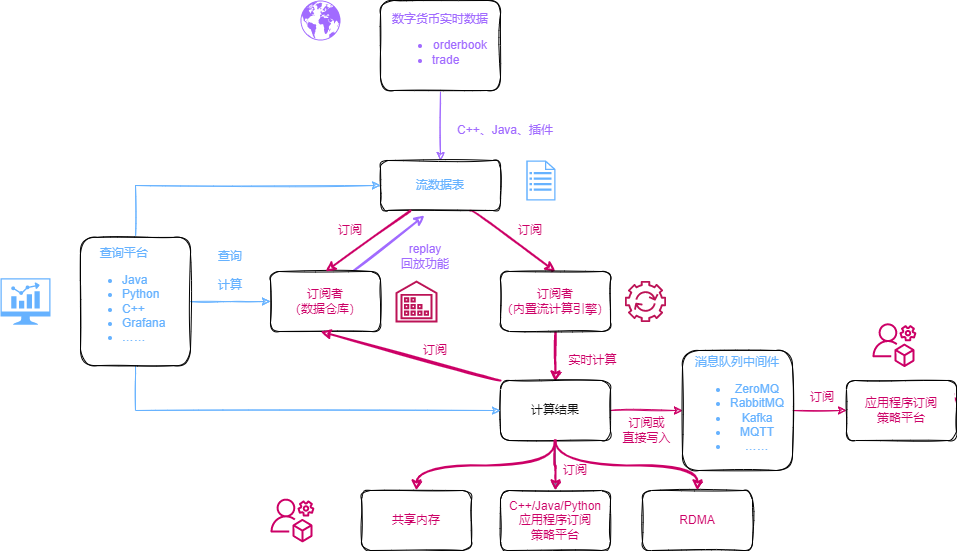 数字货币实时数据
orderbook
trade
C++、Java、插件
流数据表
订阅
订阅
replay
回放功能
查询平台
Java
Python
C++
Grafana
……
查询
计算
订阅者
（数据仓库）
订阅者
（内置流计算引擎）
订阅
实时计算
计算结果
订阅或
直接写入
消息队列中间件
ZeroMQ
RabbitMQ
Kafka
MQTT
……
订阅
应用程序订阅
策略平台
订阅
共享内存
C++/Java/Python
应用程序订阅
策略平台
RDMA